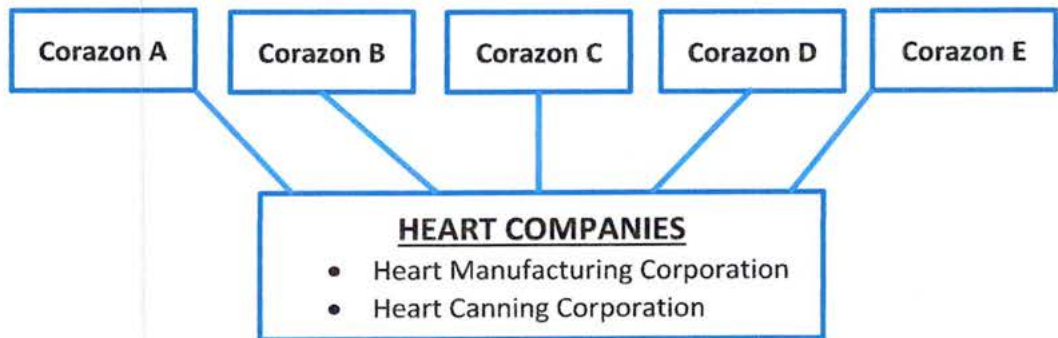 Corazon A
Corazon B
Corazon C
Corazon D
Corazon E
HEART COMPANIES
• Heart Manufacturing Corporation
• Heart Canning Corporation